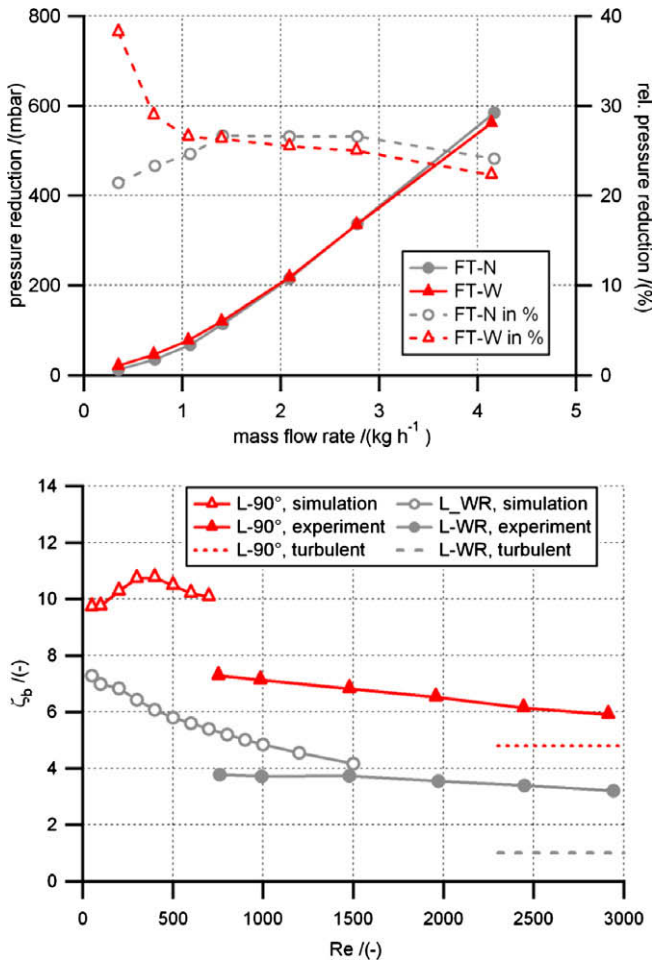 800
600
400
200
0
40
30
20
10
0
0
1
2
3
4
5
pressure reduction /(mbar)
rel. pressure reduction /(%)
mass flow rate /(kg h⁻¹)
FT-N
FT-W
FT-N in %
FT-W in %
14
12
10
8
6
4
2
0
0
500
1000
1500
2000
2500
3000
ζb /(-)
Re /(-)
L-90°, simulation
L-90°, experiment
L-90°, turbulent
L_WR, simulation
L-WR, experiment
L-WR, turbulent